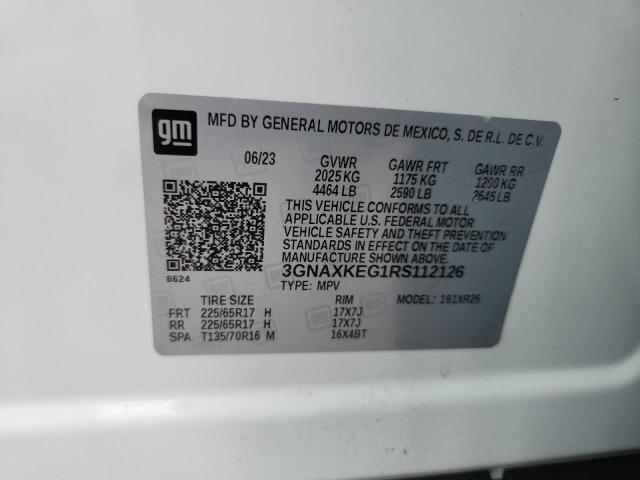 gm
MFD BY GENERAL MOTORS DE MEXICO, S. DE R.L. DE C.V.
06/23 GVWR GAWR FRT GAWR RR
2025 KG 1175 KG 1200 KG
4464 LB 2590 LB 2645 LB
THIS VEHICLE CONFORMS TO ALL
APPLICABLE U.S. FEDERAL MOTOR
VEHICLE SAFETY AND THEFT
PREVENTION STANDARDS IN
EFFECT ON THE DATE OF
MANUFACTURE SHOWN ABOVE.
3GNAXKEG1RS112126
8624
TYPE: MPV MODEL: 161XR26
TIRE SIZE RIM
FRT 225/65R17 H 17X7J
RR 225/65R17 H 17X7J
SPA T135/70R16 M 16X4BT